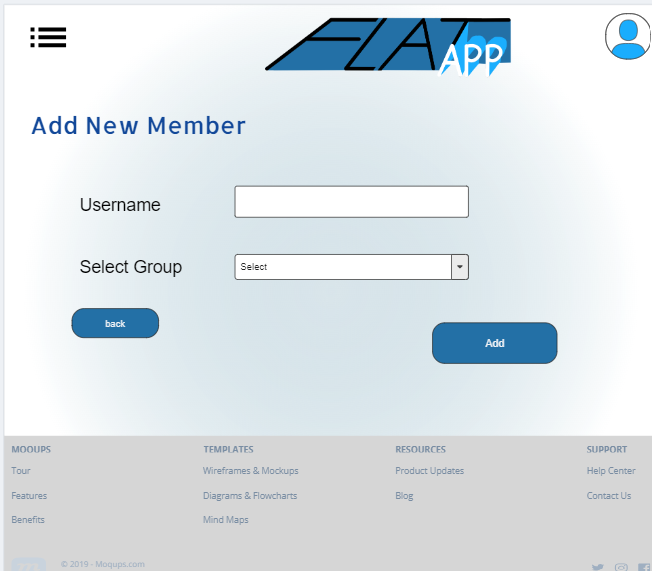 FLAT
APP
Add New Member
Username
Select Group
Select
back
Add
MOQUPS TEMPLATES RESOURCES SUPPORT
Tour Wireframes & Mockups Product Updates Help Center
Features Diagrams & Flowcharts Blog Contact Us
Benefits Mind Maps
© 2019 - Moqups.com